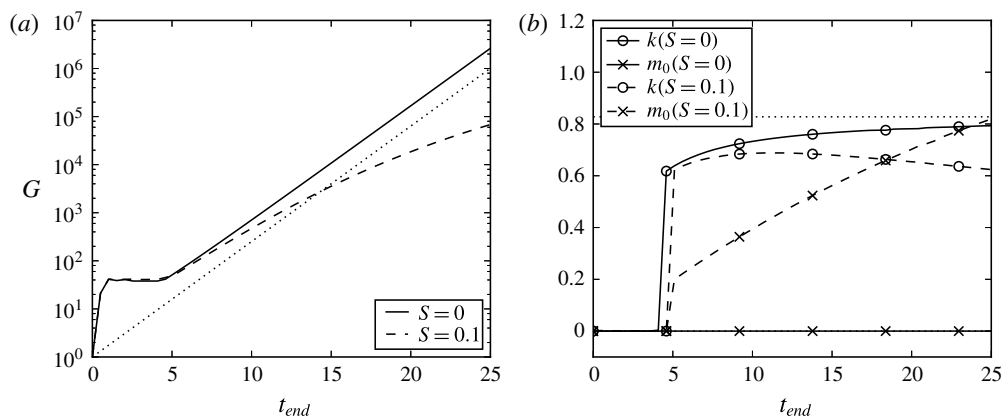 (a)
10^7
10^6
10^5
10^4
10^3
10^2
10^1
10^0
G
0 5 10 15 20 25
t_end
S = 0
S = 0.1
(b)
1.2
1.0
0.8
0.6
0.4
0.2
0
k(S = 0)
m_0(S = 0)
k(S = 0.1)
m_0(S = 0.1)
0 5 10 15 20 25
t_end